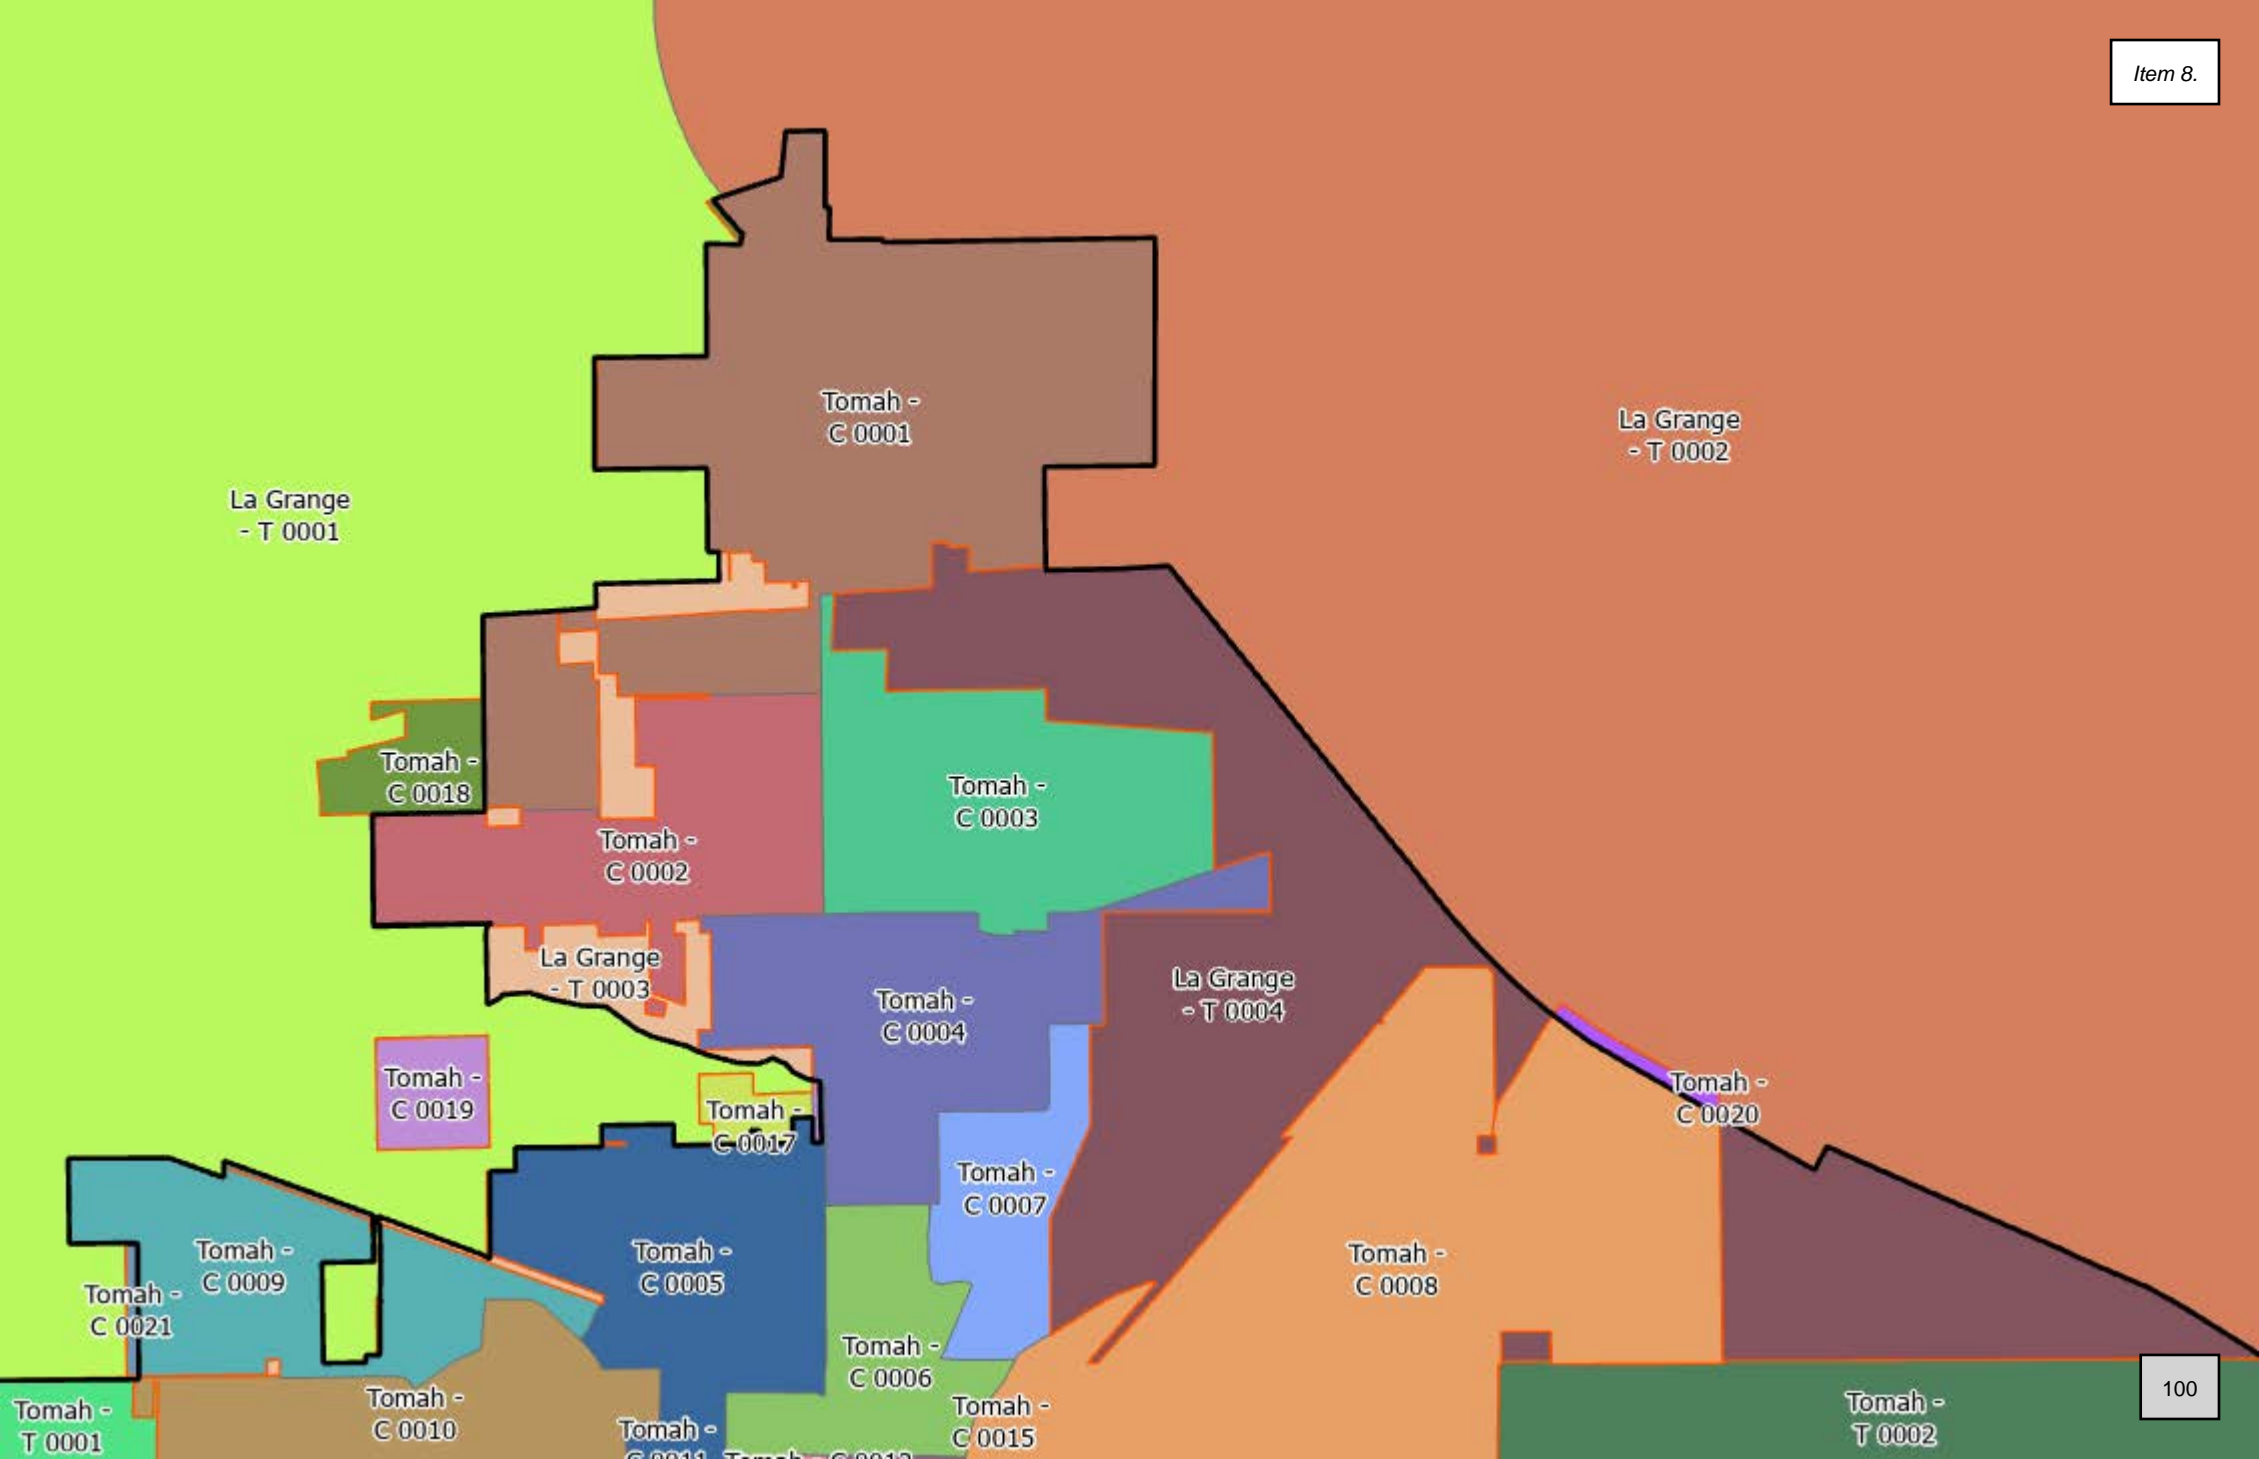 Item 8.
Tomah -
C 0001
La Grange
- T 0002
La Grange
- T 0001
Tomah -
C 0018
Tomah -
C 0003
Tomah -
C 0002
La Grange
- T 0003
La Grange
- T 0004
Tomah -
C 0004
Tomah -
C 0019
Tomah -
C 0017
Tomah -
C 0020
Tomah -
C 0007
Tomah -
C 0009
Tomah -
C 0005
Tomah -
C 0008
Tomah -
C 0021
Tomah -
C 0006
100
Tomah -
C 0010
Tomah -
C 0015
Tomah -
T 0002
Tomah -
T 0001
Tomah -